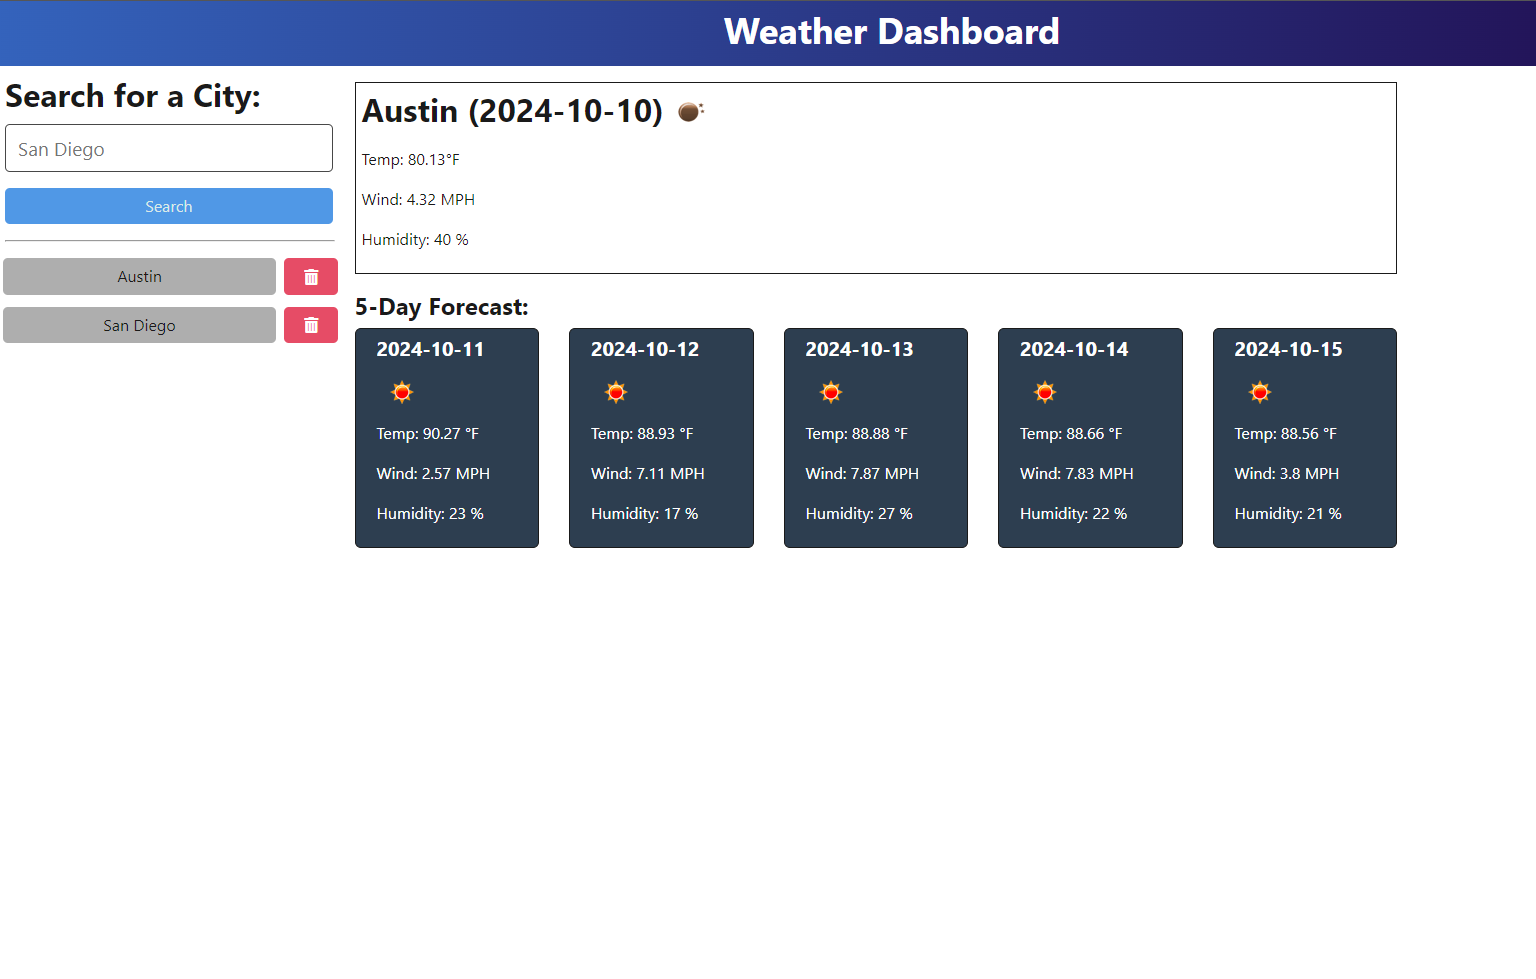 Weather Dashboard
Search for a City:
San Diego
Search
Austin
San Diego
Austin (2024-10-10)
Temp: 80.13°F
Wind: 4.32 MPH
Humidity: 40 %
5-Day Forecast:
2024-10-11
Temp: 90.27 °F
Wind: 2.57 MPH
Humidity: 23 %
2024-10-12
Temp: 88.93 °F
Wind: 7.11 MPH
Humidity: 17 %
2024-10-13
Temp: 88.88 °F
Wind: 7.87 MPH
Humidity: 27 %
2024-10-14
Temp: 88.66 °F
Wind: 7.83 MPH
Humidity: 22 %
2024-10-15
Temp: 88.56 °F
Wind: 3.8 MPH
Humidity: 21 %